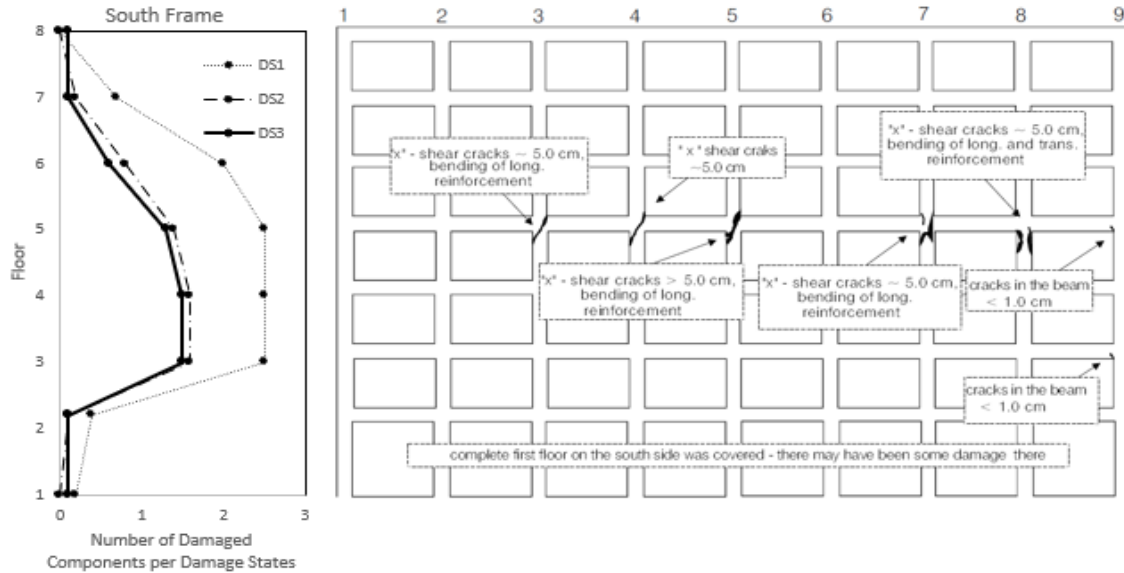 South Frame
8
7
6
5
4
3
2
1
Floor
0 1 2 3
Number of Damaged
Components per Damage States
DS1
DS2
DS3
1 2 3 4 5 6 7 8 9
"x" - shear cracks ~ 5.0 cm,
bending of long.
reinforcement
"x" shear craks
~5.0 cm
"x" - shear cracks ~ 5.0 cm,
bending of long. and trans.
reinforcement
"x" - shear cracks > 5.0 cm,
bending of long.
reinforcement
"x" - shear cracks ~ 5.0 cm,
bending of long.
reinforcement
cracks in the beam
< 1.0 cm
cracks in the beam
< 1.0 cm
complete first floor on the south side was covered - there may have been some damage there